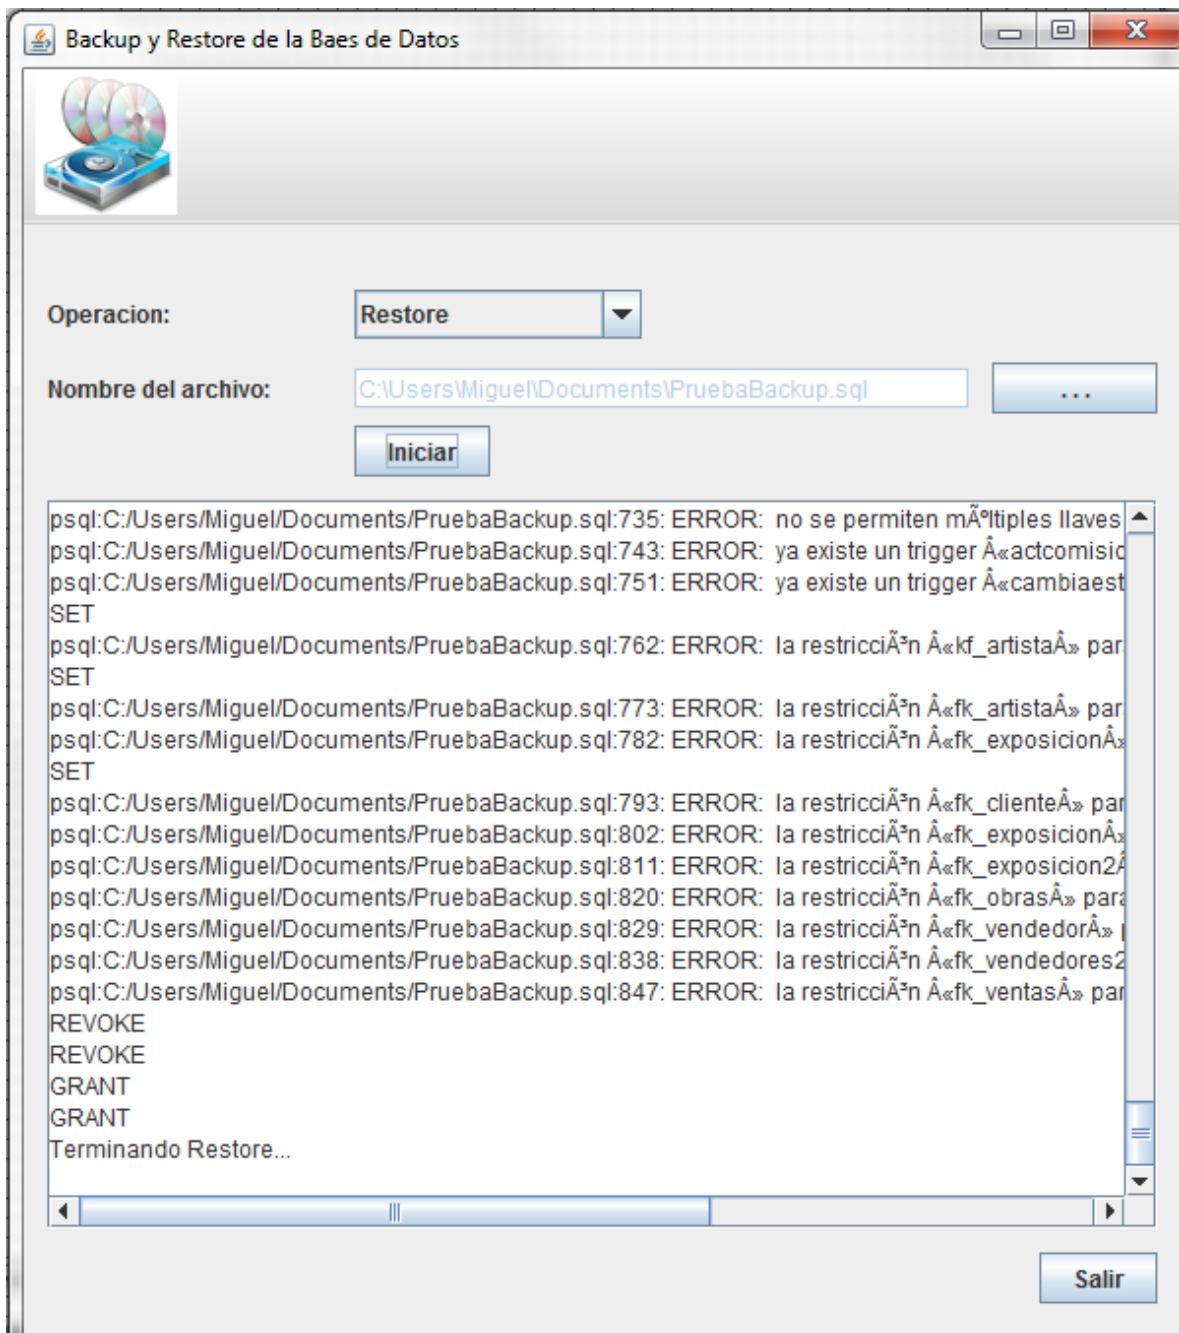 Backup y Restore de la Baes de Datos
Operacion:
Restore
Nombre del archivo:
C:\Users\Miguel\Documents\PruebaBackup.sql
...
Iniciar
psql:C:/Users/Miguel/Documents/PruebaBackup.sql:735: ERROR:  no se permiten mÃºltiples llaves
psql:C:/Users/Miguel/Documents/PruebaBackup.sql:743: ERROR:  ya existe un trigger Â«actcomisic
psql:C:/Users/Miguel/Documents/PruebaBackup.sql:751: ERROR:  ya existe un trigger Â«cambiaest
SET
psql:C:/Users/Miguel/Documents/PruebaBackup.sql:762: ERROR:  la restricciÃ³n Â«kf_artistaÂ» par
SET
psql:C:/Users/Miguel/Documents/PruebaBackup.sql:773: ERROR:  la restricciÃ³n Â«fk_artistaÂ» par
psql:C:/Users/Miguel/Documents/PruebaBackup.sql:782: ERROR:  la restricciÃ³n Â«fk_exposicionÂ»
SET
psql:C:/Users/Miguel/Documents/PruebaBackup.sql:793: ERROR:  la restricciÃ³n Â«fk_clienteÂ» par
psql:C:/Users/Miguel/Documents/PruebaBackup.sql:802: ERROR:  la restricciÃ³n Â«fk_exposicionÂ»
psql:C:/Users/Miguel/Documents/PruebaBackup.sql:811: ERROR:  la restricciÃ³n Â«fk_exposicion2Â
psql:C:/Users/Miguel/Documents/PruebaBackup.sql:820: ERROR:  la restricciÃ³n Â«fk_obrasÂ» para
psql:C:/Users/Miguel/Documents/PruebaBackup.sql:829: ERROR:  la restricciÃ³n Â«fk_vendedorÂ» p
psql:C:/Users/Miguel/Documents/PruebaBackup.sql:838: ERROR:  la restricciÃ³n Â«fk_vendedores2
psql:C:/Users/Miguel/Documents/PruebaBackup.sql:847: ERROR:  la restricciÃ³n Â«fk_ventasÂ» par
REVOKE
REVOKE
GRANT
GRANT
Terminando Restore...
Salir